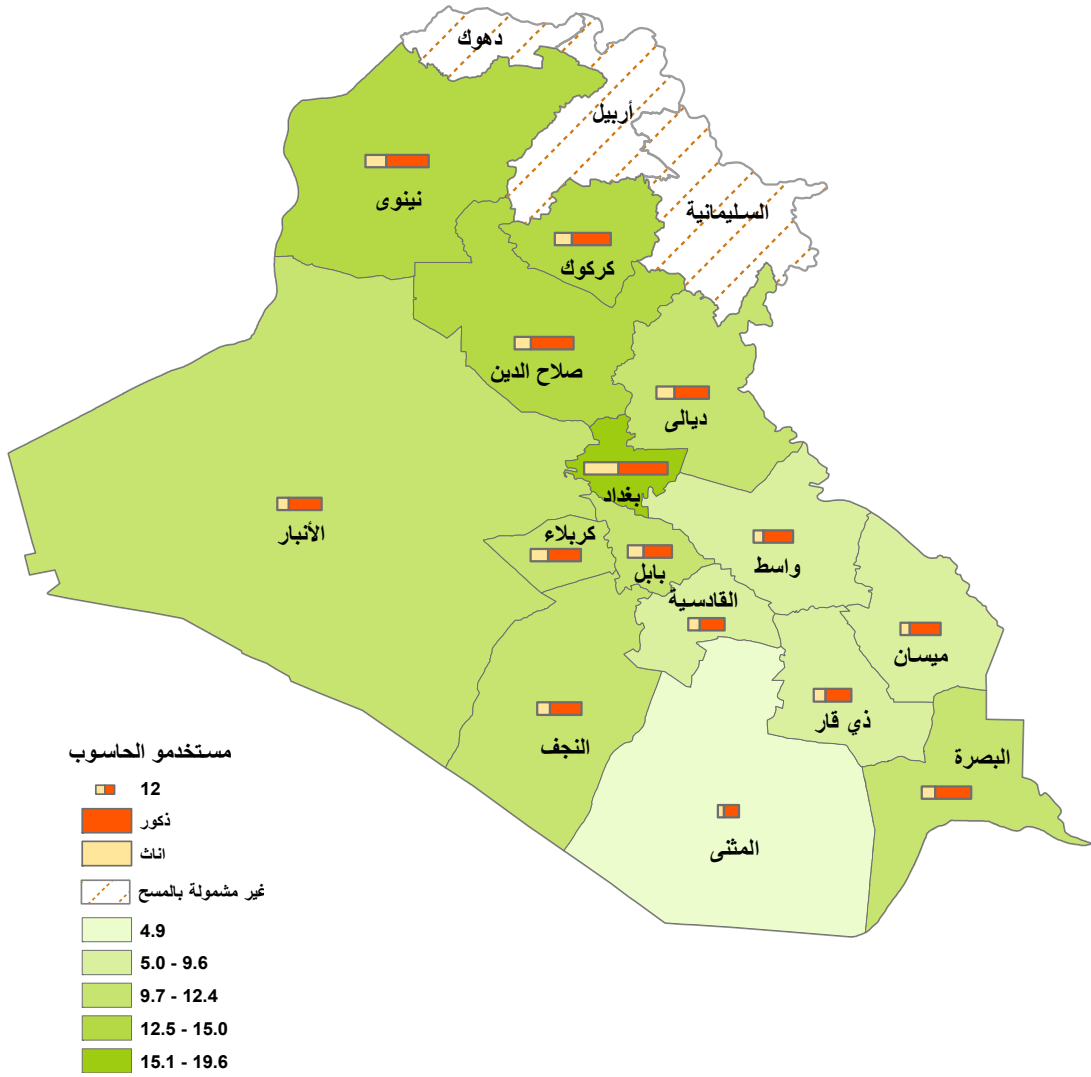 دهوك
أربيل
السليمانية
نينوى
كركوك
صلاح الدين
ديالى
بغداد
الأنبار
كربلاء
بابل
واسط
القادسية
ميسان
ذي قار
النجف
البصرة
المثنى
مستخدمو الحاسوب
12
ذكور
اناث
غير مشمولة بالمسح
4.9
5.0 - 9.6
9.7 - 12.4
12.5 - 15.0
15.1 - 19.6